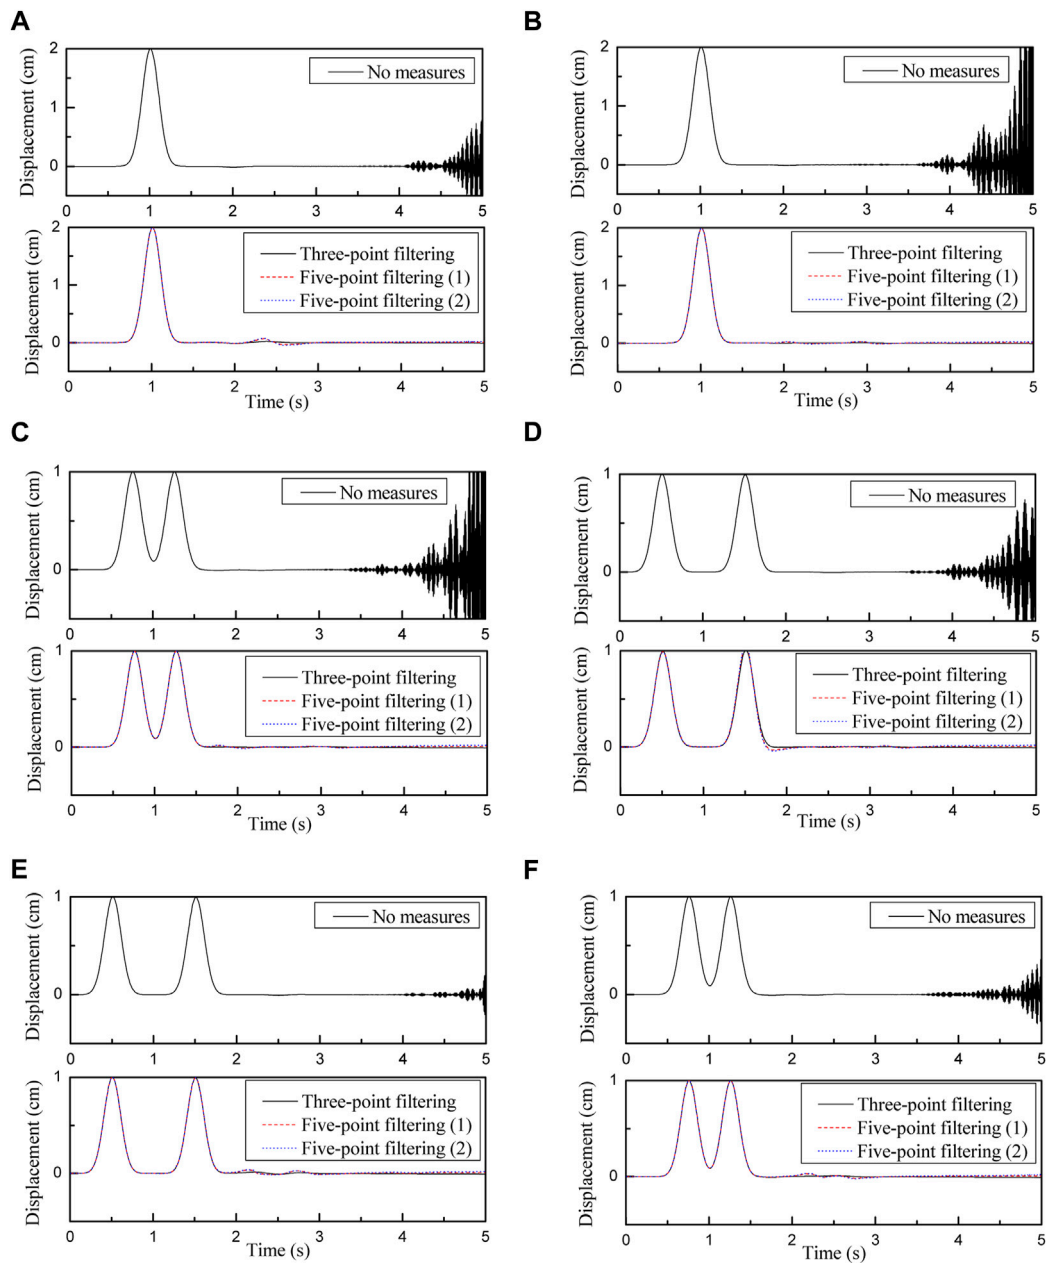 A
Displacement (cm)
2
1
0
No measures
0 1 2 3 4 5
Displacement (cm)
2
1
0
Three-point filtering
Five-point filtering (1)
Five-point filtering (2)
0 1 2 3 4 5
Time (s)
B
Displacement (cm)
2
1
0
No measures
0 1 2 3 4 5
Displacement (cm)
2
1
0
Three-point filtering
Five-point filtering (1)
Five-point filtering (2)
0 1 2 3 4 5
Time (s)
C
Displacement (cm)
1
0
No measures
0 1 2 3 4 5
Displacement (cm)
1
0
Three-point filtering
Five-point filtering (1)
Five-point filtering (2)
0 1 2 3 4 5
Time (s)
D
Displacement (cm)
1
0
No measures
0 1 2 3 4 5
Displacement (cm)
1
0
Three-point filtering
Five-point filtering (1)
Five-point filtering (2)
0 1 2 3 4 5
Time (s)
E
Displacement (cm)
1
0
No measures
0 1 2 3 4 5
Displacement (cm)
1
0
Three-point filtering
Five-point filtering (1)
Five-point filtering (2)
0 1 2 3 4 5
Time (s)
F
Displacement (cm)
1
0
No measures
0 1 2 3 4 5
Displacement (cm)
1
0
Three-point filtering
Five-point filtering (1)
Five-point filtering (2)
0 1 2 3 4 5
Time (s)